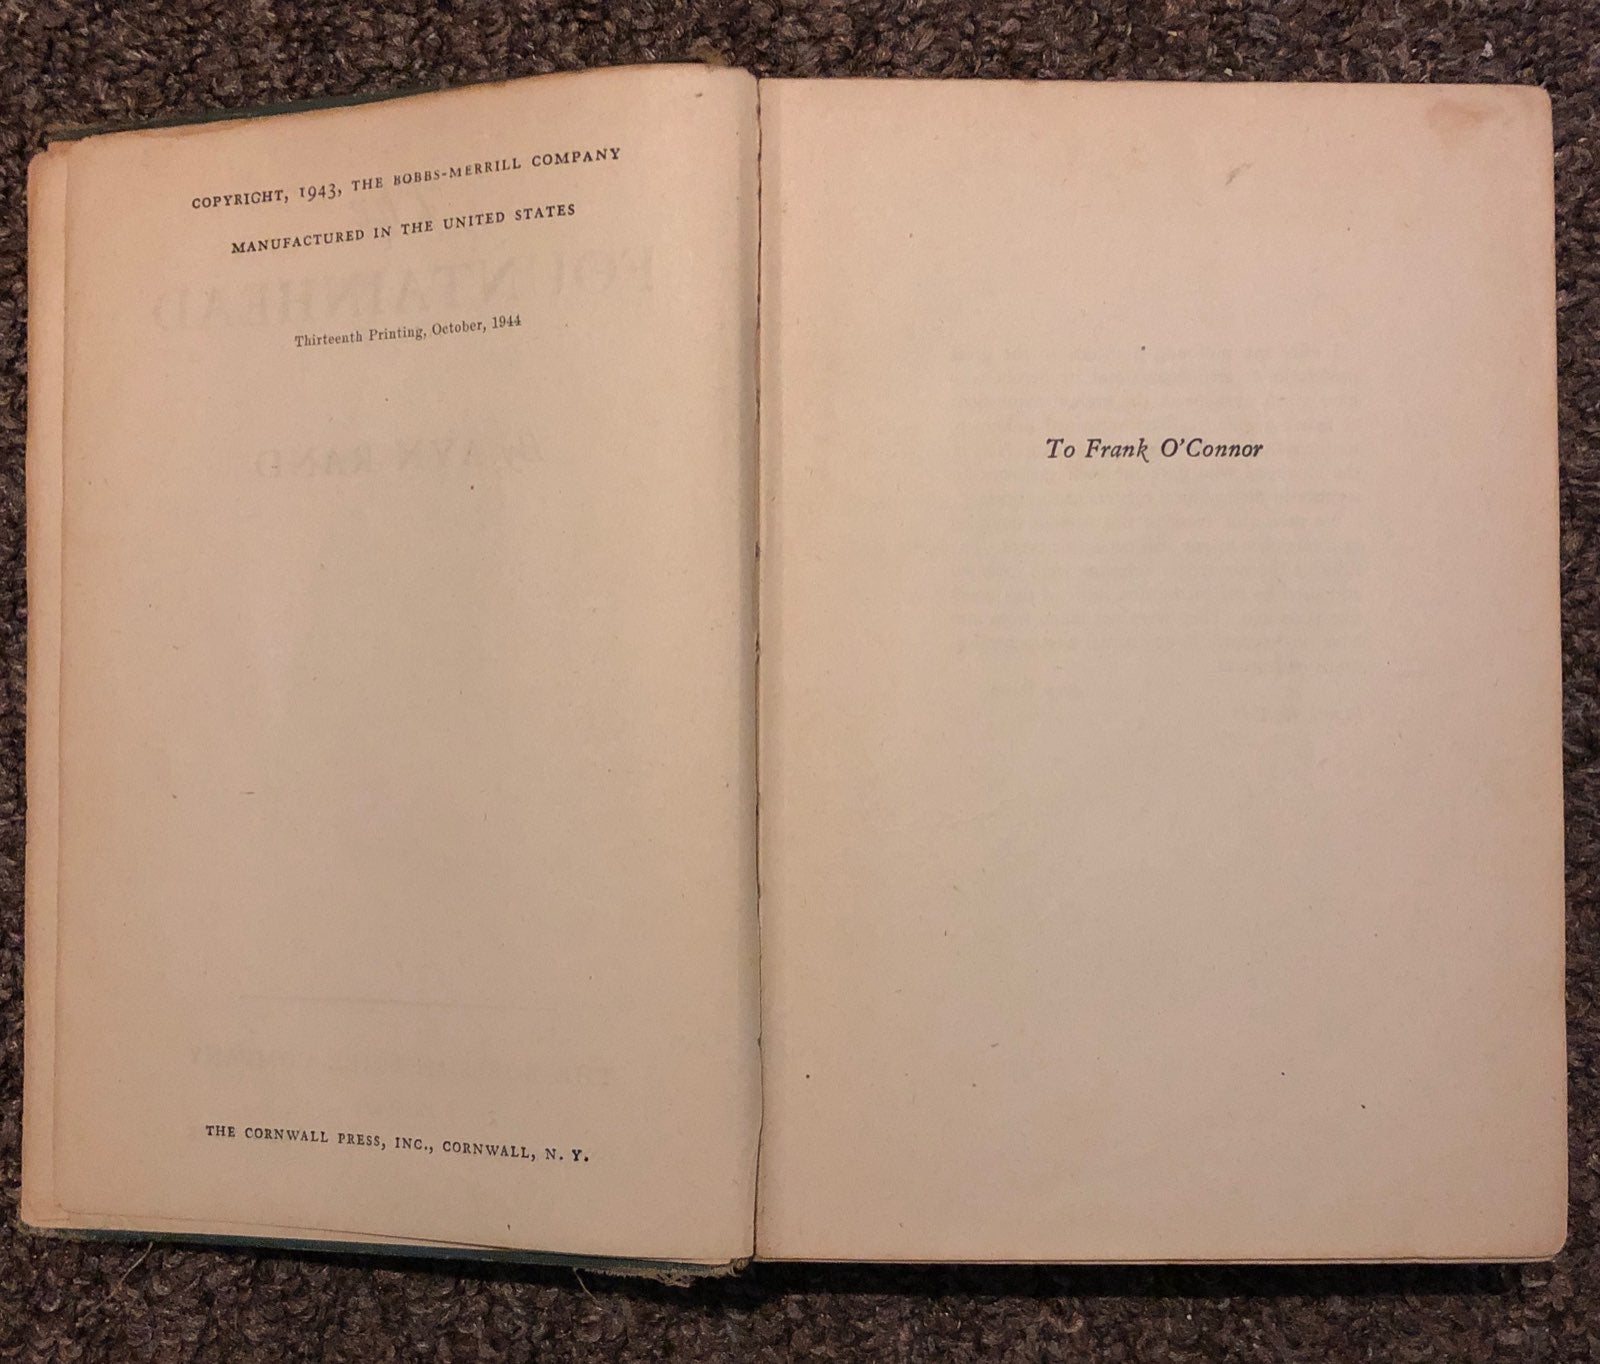 COPYRIGHT, 1943, THE BOBBS-MERRILL COMPANY
MANUFACTURED IN THE UNITED STATES
Thirteenth Printing, October, 1944
THE CORNWALL PRESS, INC., CORNWALL, N. Y.
To Frank O'Connor